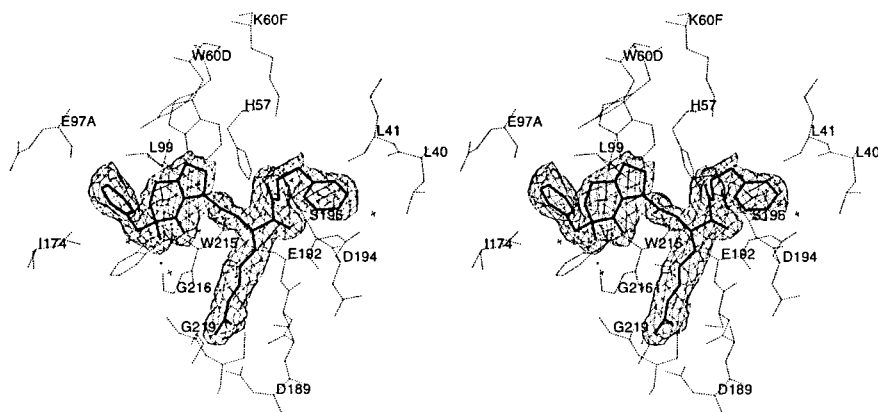 K60F
W60D
H57
E97A
L41
L99
L40
S195
I174
W215
E192
D194
G216
G219
D189
K60F
W60D
H57
E97A
L41
L99
L40
S195
I174
W215
E192
D194
G216
G219
D189